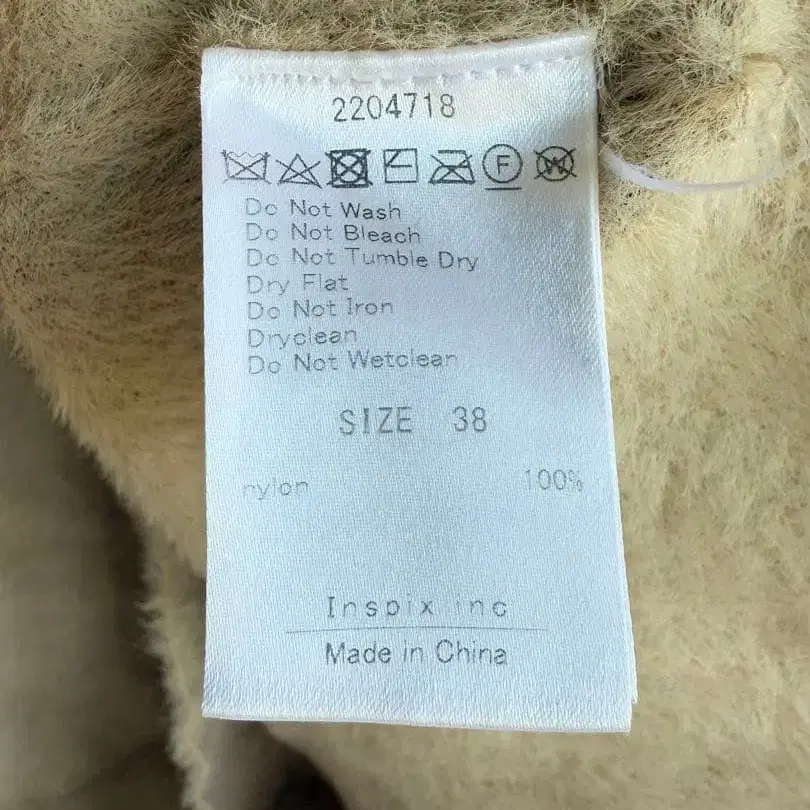 2204718
F W
Do Not Wash
Do Not Bleach
Do Not Tumble Dry
Dry Flat
Do Not Iron
Dryclean
Do Not Wetclean
SIZE 38
nylon 100%
Inspix inc
Made in China